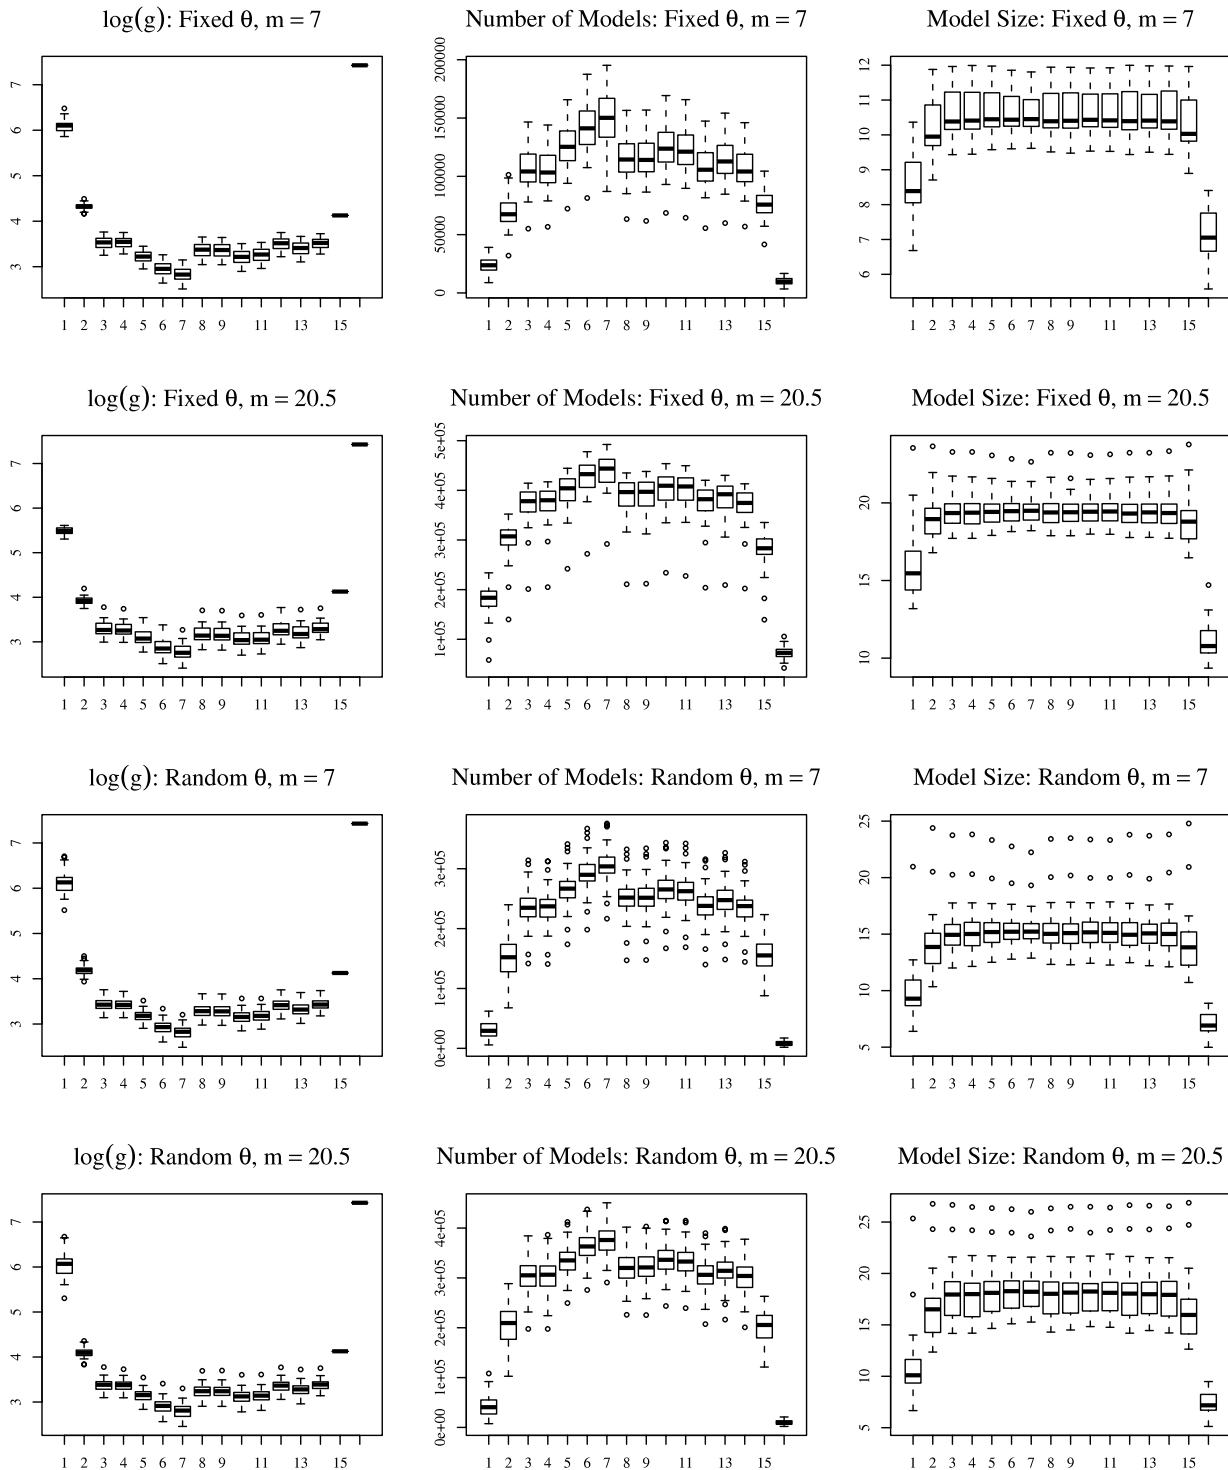 log(g): Fixed θ, m = 7
Number of Models: Fixed θ, m = 7
Model Size: Fixed θ, m = 7
3 4 5 6 7
0 50000 100000 150000 200000
6 7 8 9 10 11 12
1 2 3 4 5 6 7 8 9 11 13 15
1 2 3 4 5 6 7 8 9 11 13 15
1 2 3 4 5 6 7 8 9 11 13 15
log(g): Fixed θ, m = 20.5
Number of Models: Fixed θ, m = 20.5
Model Size: Fixed θ, m = 20.5
3 4 5 6 7
1e+05 2e+05 3e+05 4e+05 5e+05
10 15 20
1 2 3 4 5 6 7 8 9 11 13 15
1 2 3 4 5 6 7 8 9 11 13 15
1 2 3 4 5 6 7 8 9 11 13 15
log(g): Random θ, m = 7
Number of Models: Random θ, m = 7
Model Size: Random θ, m = 7
3 4 5 6 7
0e+00 1e+05 2e+05 3e+05
5 10 15 20 25
1 2 3 4 5 6 7 8 9 11 13 15
1 2 3 4 5 6 7 8 9 11 13 15
1 2 3 4 5 6 7 8 9 11 13 15
log(g): Random θ, m = 20.5
Number of Models: Random θ, m = 20.5
Model Size: Random θ, m = 20.5
3 4 5 6 7
0e+00 1e+05 2e+05 3e+05 4e+05
5 10 15 20 25
1 2 3 4 5 6 7 8 9 11 13 15
1 2 3 4 5 6 7 8 9 11 13 15
1 2 3 4 5 6 7 8 9 11 13 15